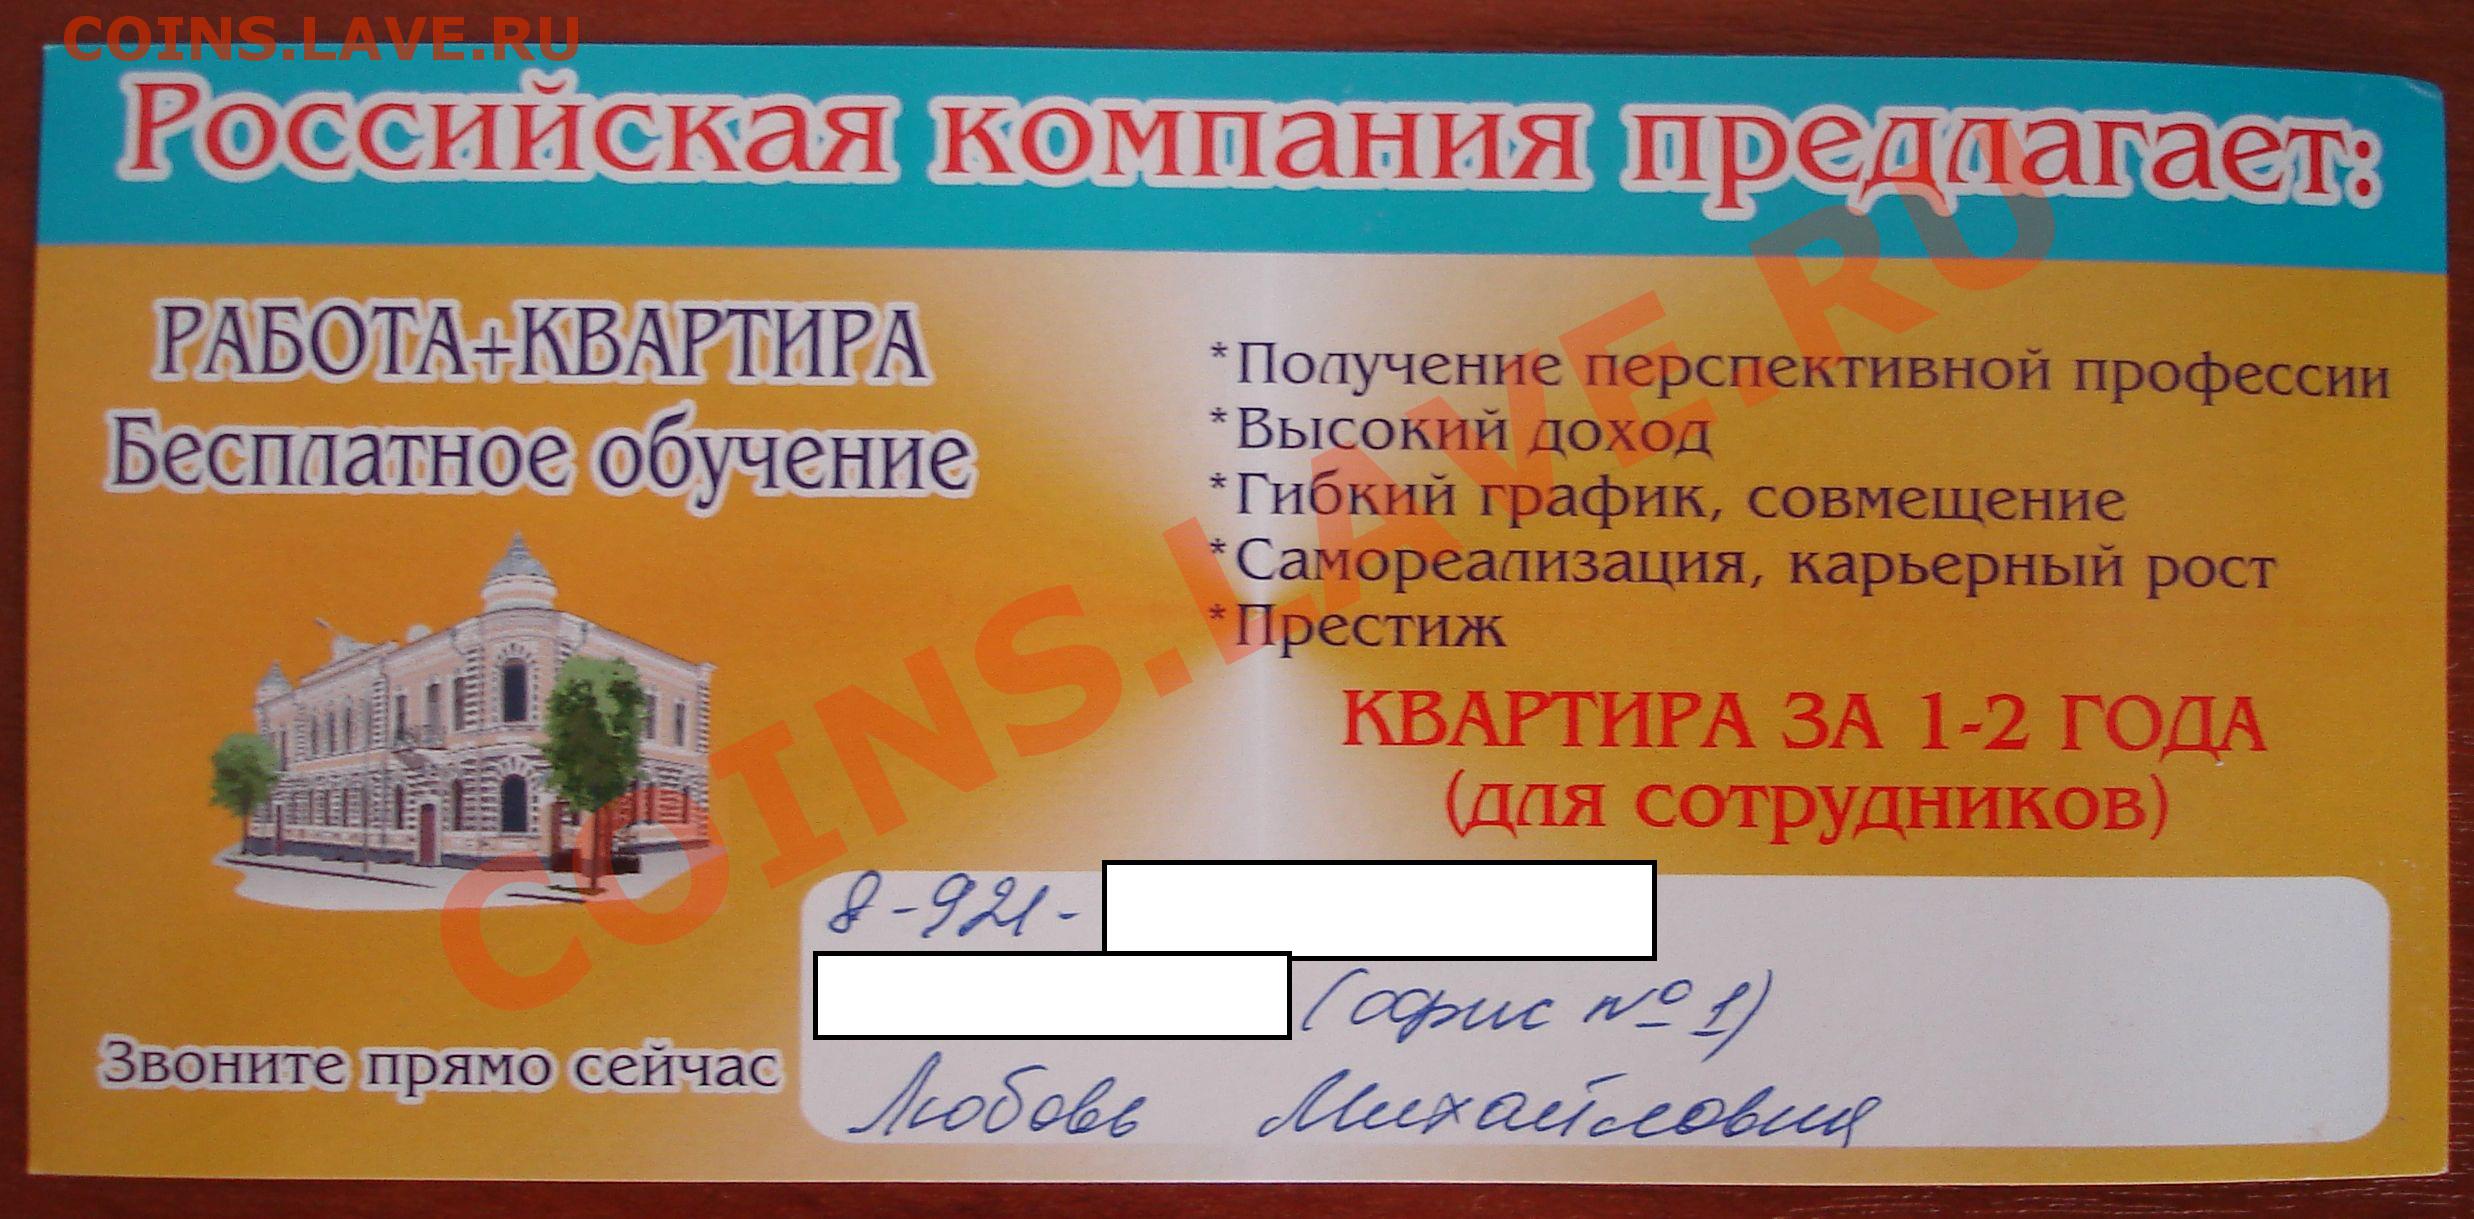 COINS.LAVE.RU
Российская компания предлагает:
РАБОТА+КВАРТИРА
Бесплатное обучение
*Получение перспективной профессии
*Высокий доход
*Гибкий график, совмещение
*Самореализация, карьерный рост
*Престиж
КВАРТИРА ЗА 1-2 ГОДА
(для сотрудников)
COINS.LAVE.RU
Звоните прямо сейчас
8-921-
(офис № 1)
Любовь Михайловна